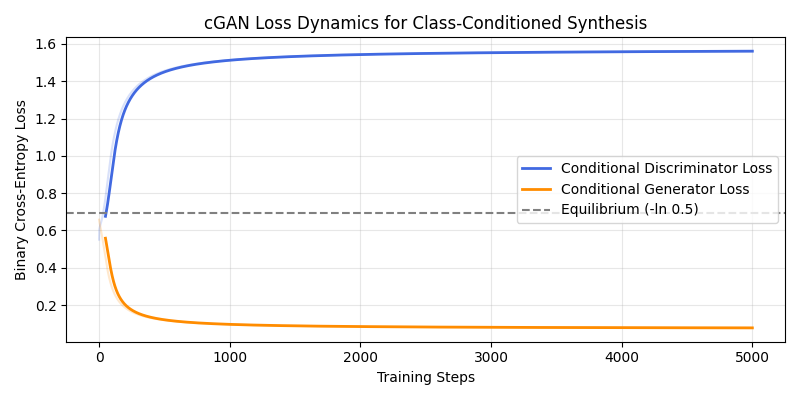 cGAN Loss Dynamics for Class-Conditioned Synthesis
Binary Cross-Entropy Loss
1.6
1.4
1.2
1.0
0.8
0.6
0.4
0.2
Conditional Discriminator Loss
Conditional Generator Loss
Equilibrium (-ln 0.5)
0
1000
2000
3000
4000
5000
Training Steps